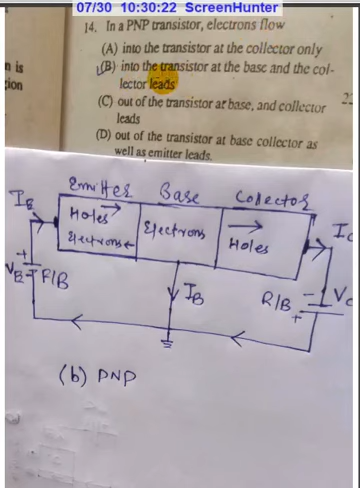 07/30 10:30:22 ScreenHunter
14. In a PNP transistor, electrons flow
(A) into the transistor at the collector only
n is
(B) into the transistor at the base and the col-
tion
lector leads
(C) out of the transistor at base, and collector
leads
(D) out of the transistor at base collector as
well as emitter leads.
Emitter Base Collector
IE
Holes
Electrons
Electrons
Holes
IC
VE
+
F/B
IB
R/B
+
VC
(b) PNP